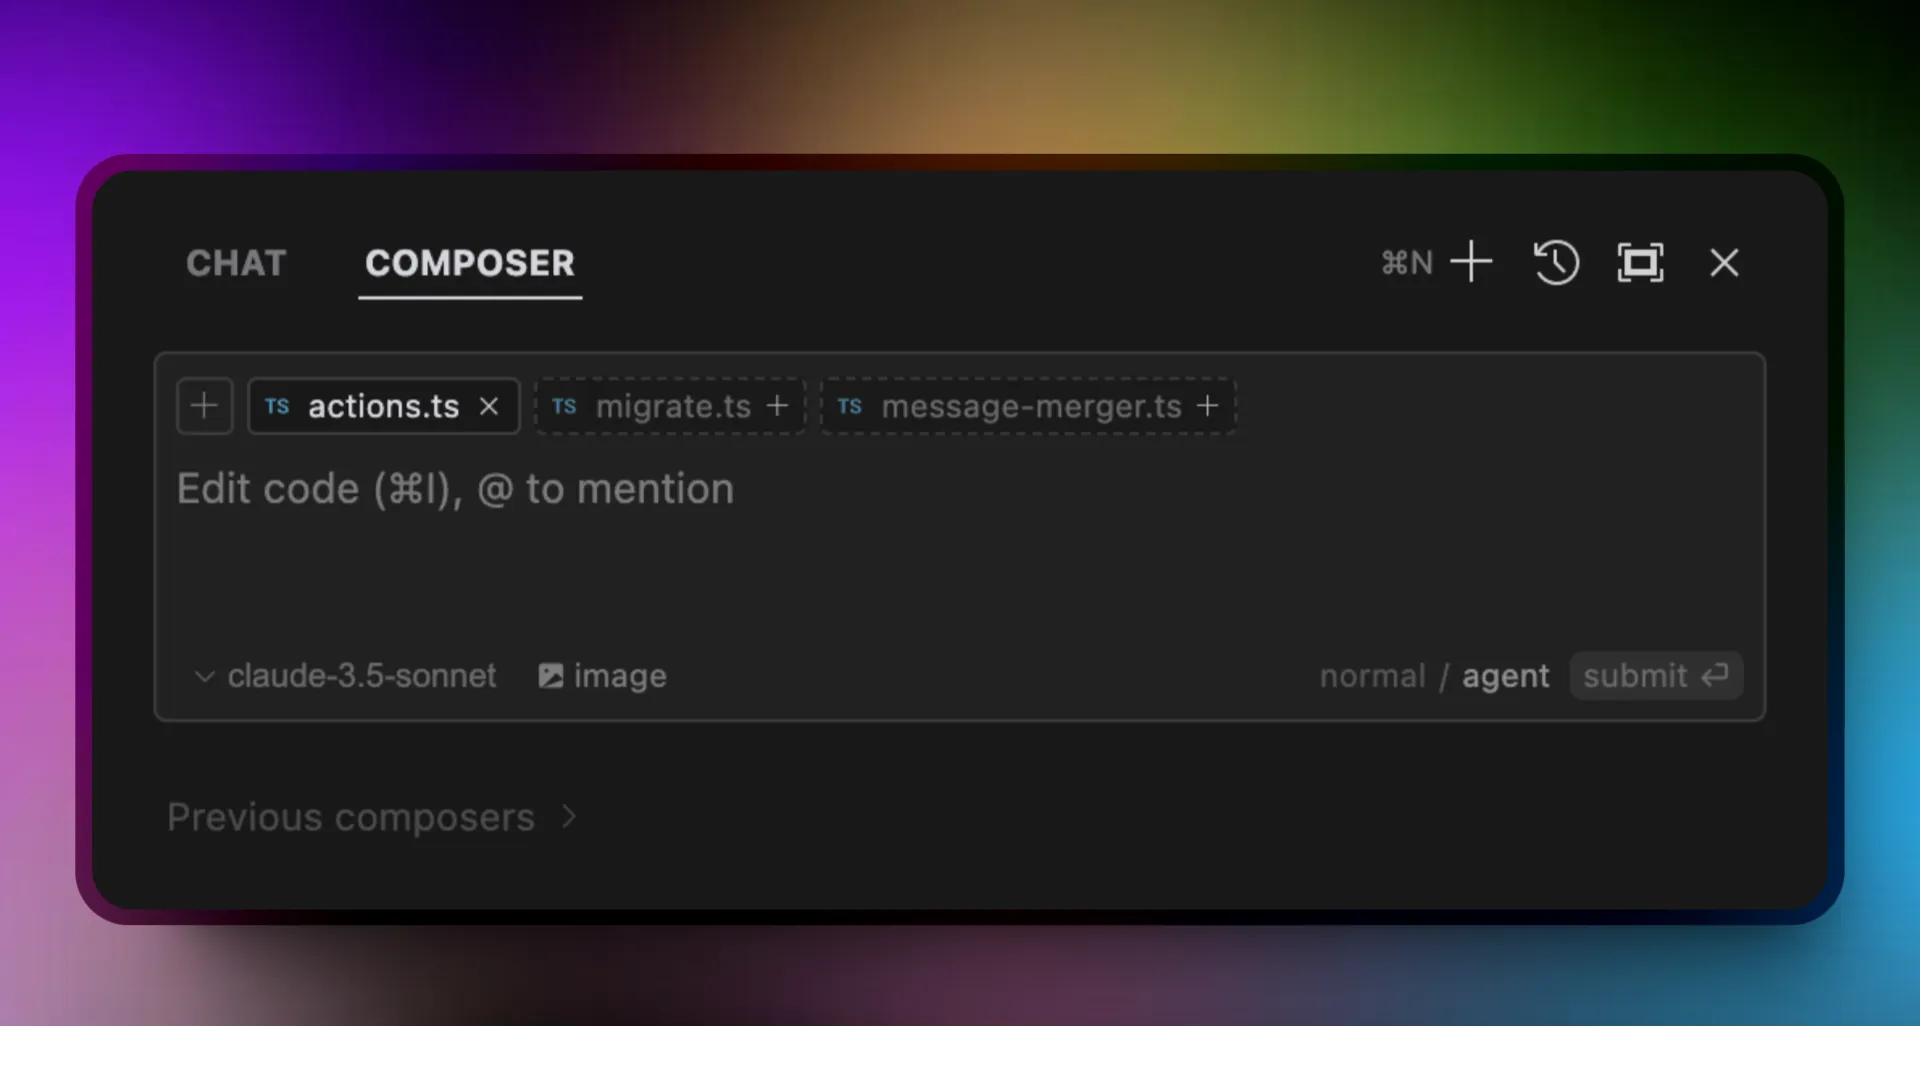 CHAT COMPOSER ⌘N
TS actions.ts TS migrate.ts + TS message-merger.ts +
Edit code (⌘I), @ to mention
claude-3.5-sonnet image normal / agent submit
Previous composers >